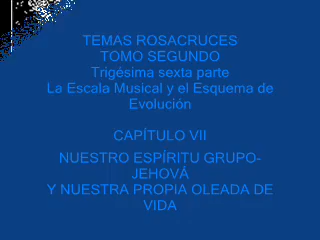 TEMAS ROSACRUCES
TOMO SEGUNDO
Trigésima sexta parte
La Escala Musical y el Esquema de
Evolución
CAPÍTULO VII
NUESTRO ESPÍRITU GRUPO-
JEHOVÁ
Y NUESTRA PROPIA OLEADA DE
VIDA